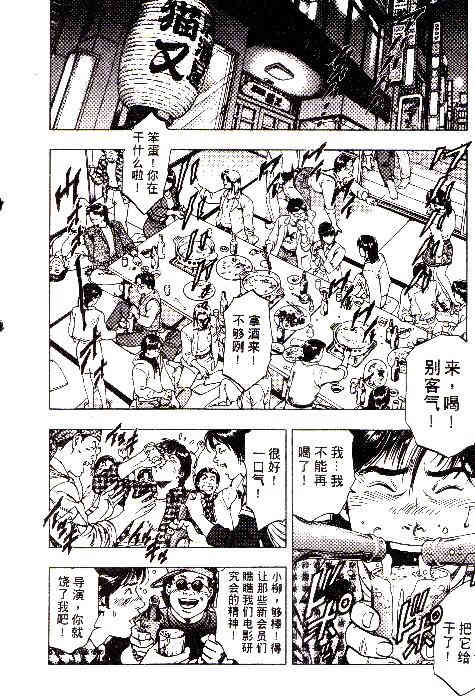 猫又
笨蛋！你在
干什么啦！
拿酒来！
不够咧！
来，喝！
别客气！
我…我
不能再
喝了！
把它给
干了！
很好！
一口气！
小柳，够棒！得
让那些新会员们
瞧瞧我们电影研
究会的精神！
导演，你就
饶了我吧！